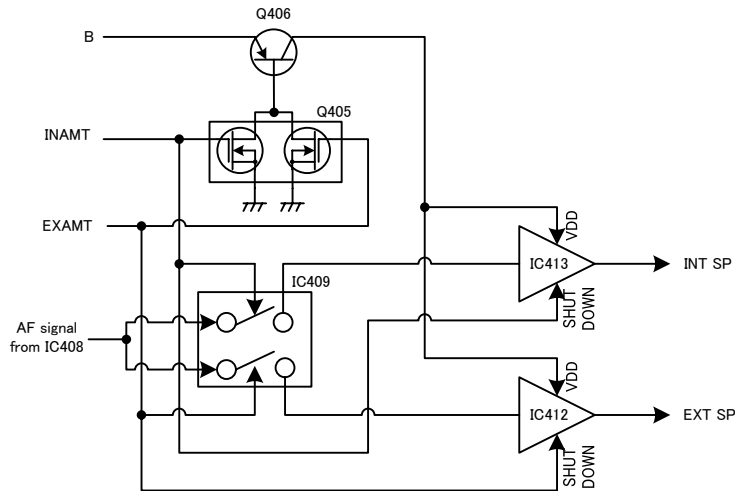 Q406
B
Q405
INAMT
EXAMT
VDD
IC413
INT SP
SHUT
DOWN
IC409
AF signal
from IC408
VDD
IC412
EXT SP
SHUT
DOWN